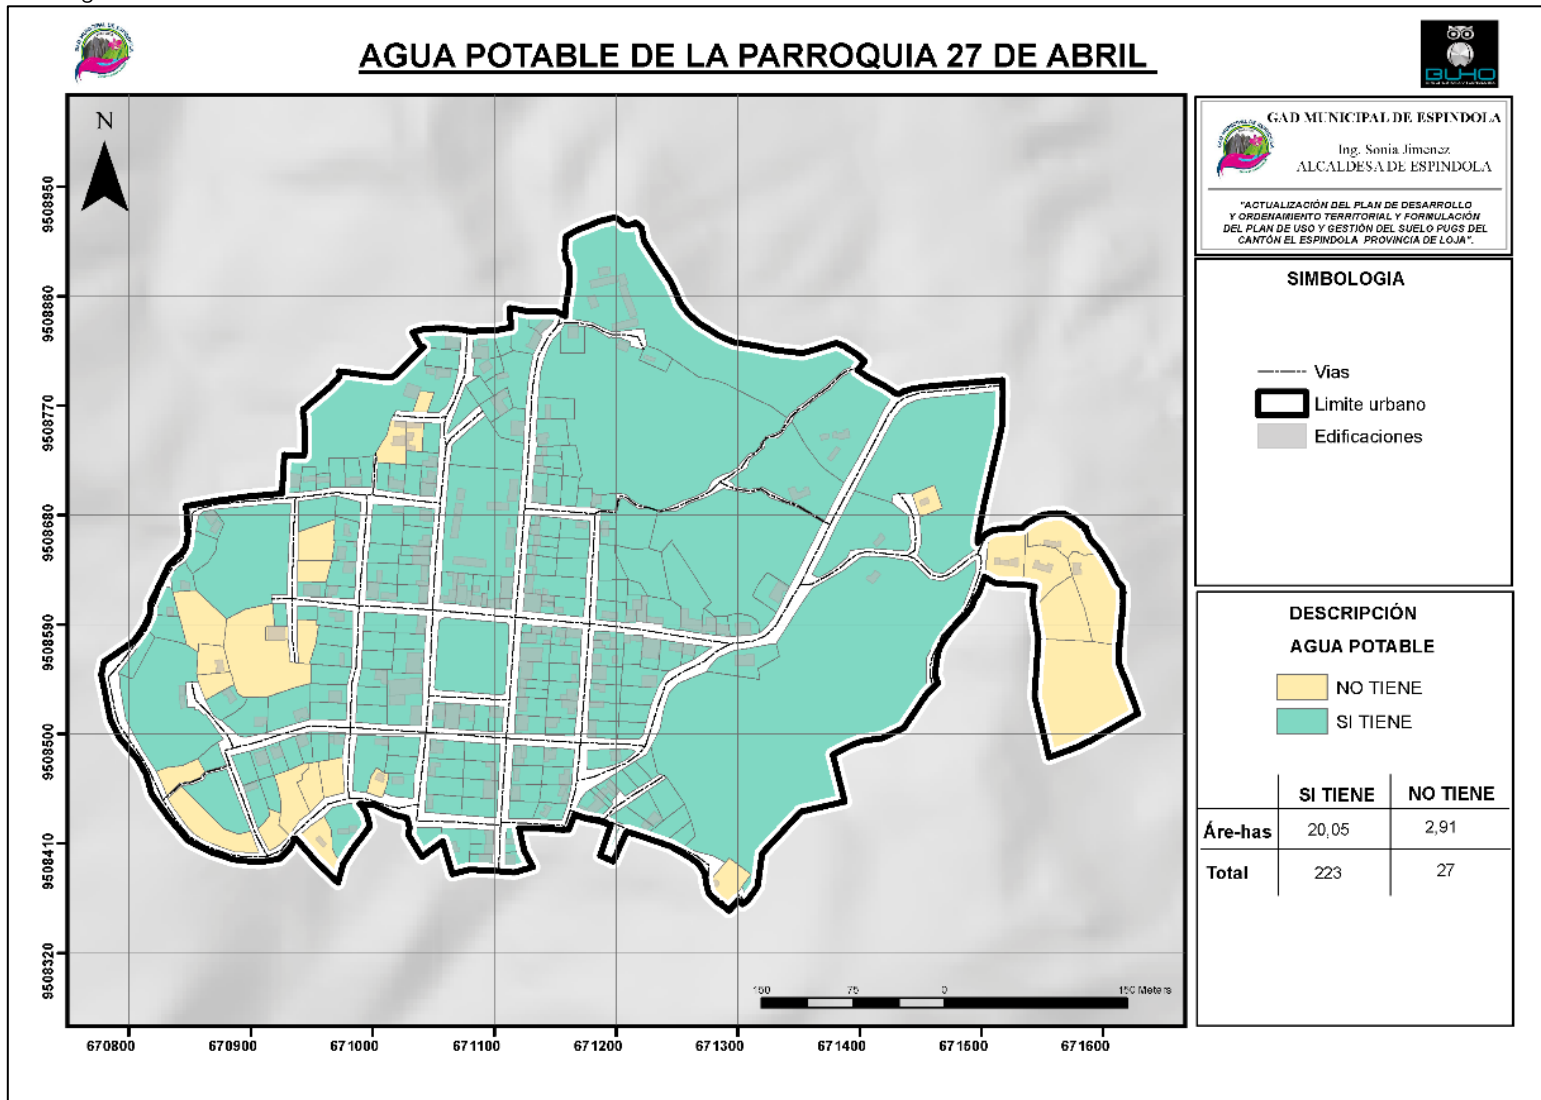 AGUA POTABLE DE LA PARROQUIA 27 DE ABRIL
BUHO
GAD MUNICIPAL DE ESPINDOLA
Ing. Sonia Jimenez
ALCALDESA DE ESPINDOLA
"ACTUALIZACIÓN DEL PLAN DE DESARROLLO
Y ORDENAMIENTO TERRITORIAL Y FORMULACIÓN
DEL PLAN DE USO Y GESTIÓN DEL SUELO PUGS DEL
CANTÓN EL ESPINDOLA PROVINCIA DE LOJA".
SIMBOLOGIA
Vias
Limite urbano
Edificaciones
DESCRIPCIÓN
AGUA POTABLE
NO TIENE
SI TIENE
SI TIENE NO TIENE
Áre-has 20,05 2,91
Total 223 27
N
9508950
9508860
9508770
9508680
9508590
9508500
9508410
9508320
150 75 0 150 Meters
670800 670900 671000 671100 671200 671300 671400 671500 671600